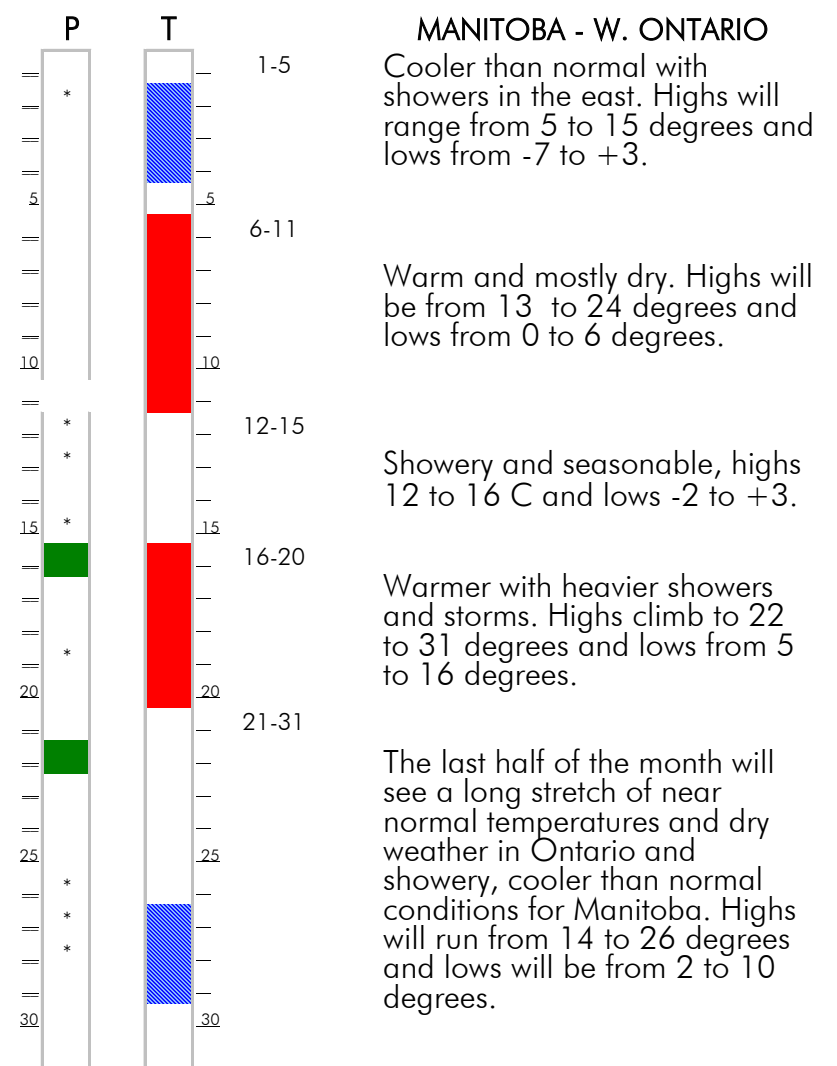 P T MANITOBA - W. ONTARIO
1-5
Cooler than normal with
showers in the east. Highs will
range from 5 to 15 degrees and
lows from -7 to +3.
*
5 5
6-11
Warm and mostly dry. Highs will
be from 13  to 24 degrees and
lows from 0 to 6 degrees.
10 10
12-15
*
*
Showery and seasonable, highs
12 to 16 C and lows -2 to +3.
*
15 15
16-20
Warmer with heavier showers
and storms. Highs climb to 22
to 31 degrees and lows from 5
to 16 degrees.
*
20 20
21-31
The last half of the month will
see a long stretch of near
normal temperatures and dry
weather in Ontario and
showery, cooler than normal
conditions for Manitoba. Highs
will run from 14 to 26 degrees
and lows will be from 2 to 10
degrees.
25 25
*
*
*
30 30